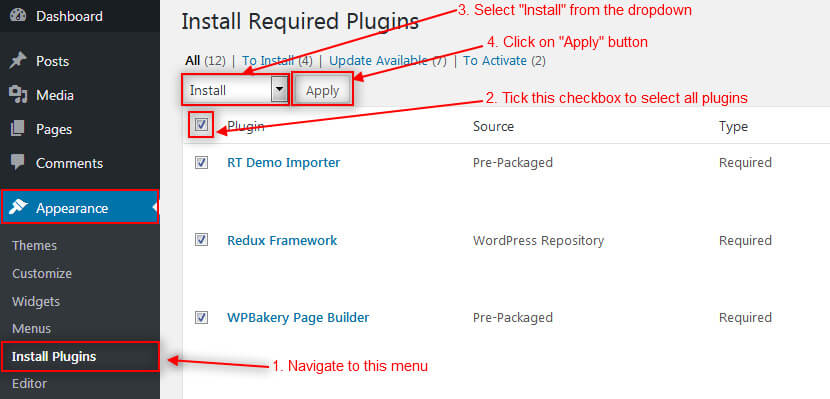 Dashboard
Posts
Media
Pages
Comments
Appearance
Themes
Customize
Widgets
Menus
Install Plugins
Editor
Install Required Plugins
3. Select "Install" from the dropdown
4. Click on "Apply" button
All (12) | To Install (4) | Update Available (7) | To Activate (2)
Install Apply
2. Tick this checkbox to select all plugins
Plugin Source Type
RT Demo Importer Pre-Packaged Required
Redux Framework WordPress Repository Required
WPBakery Page Builder Pre-Packaged Required
1. Navigate to this menu